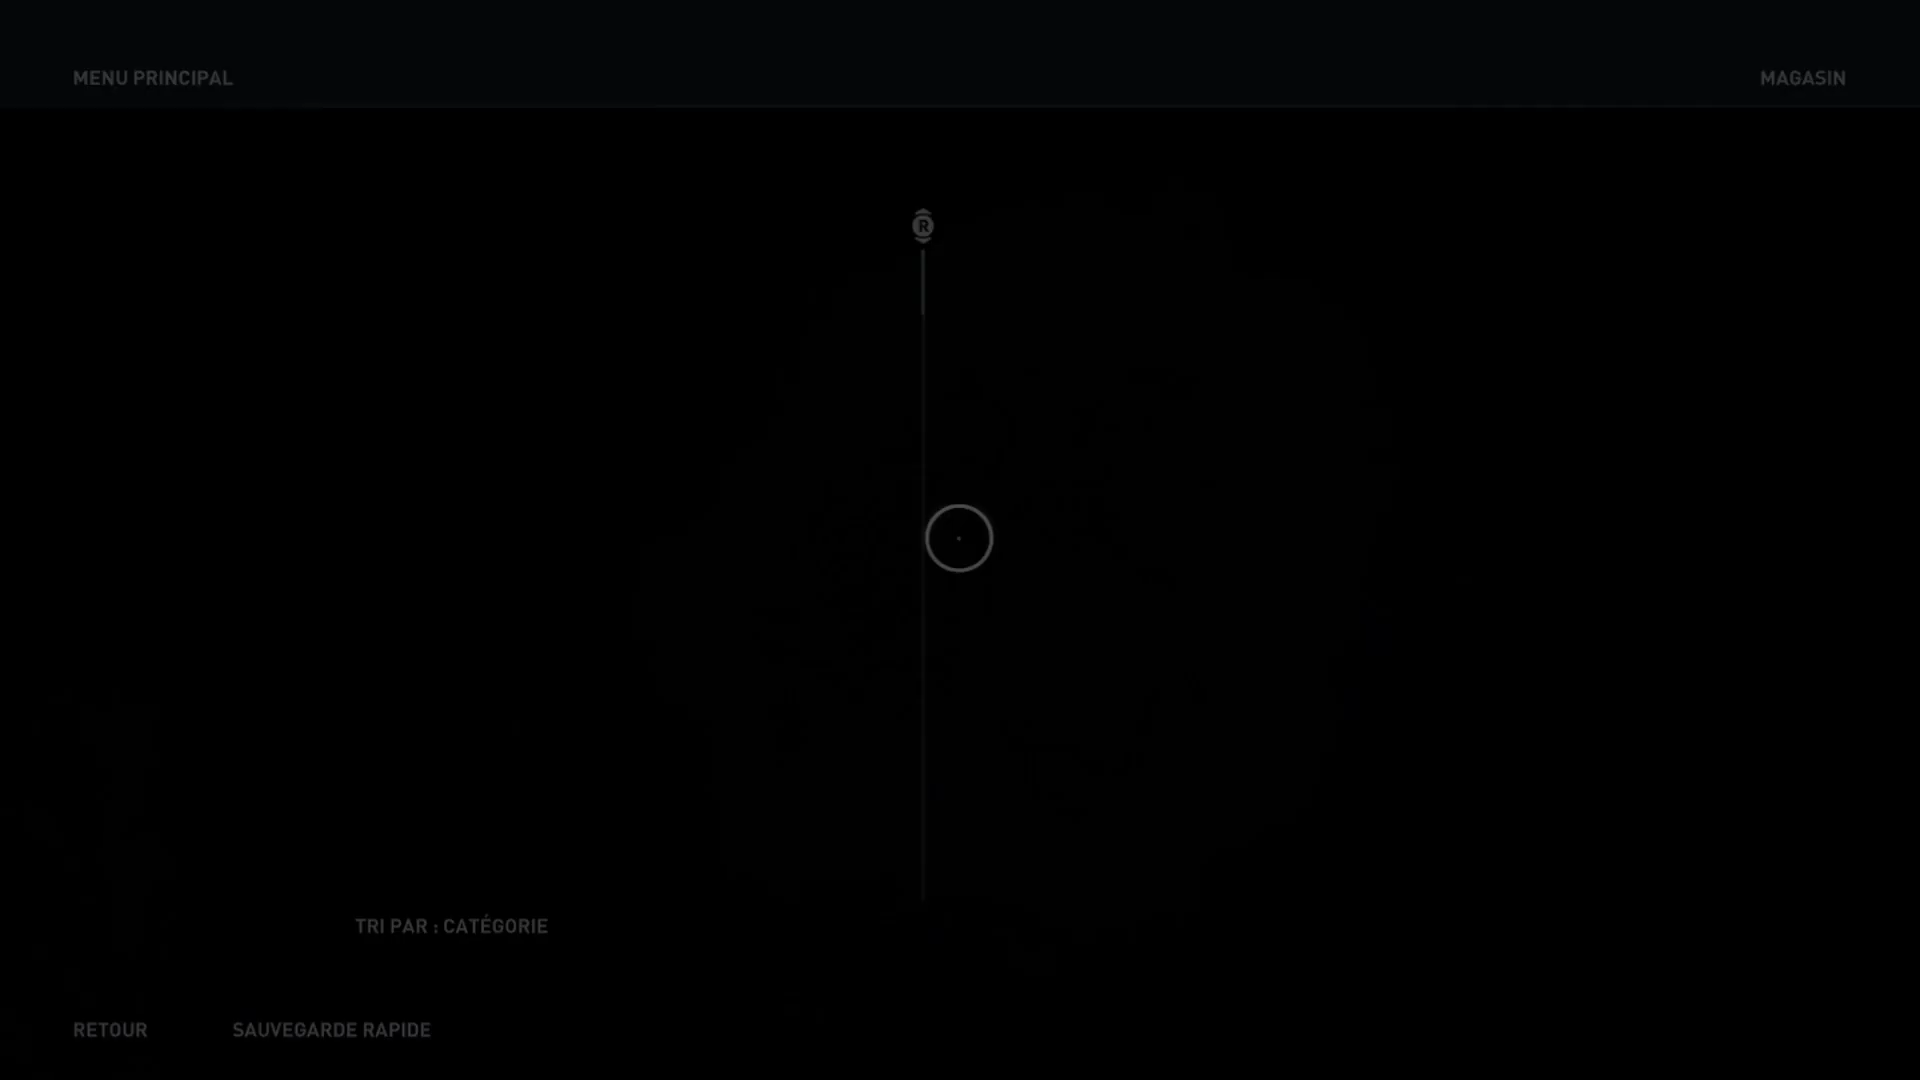 MENU PRINCIPAL
MAGASIN
R
TRI PAR : CATÉGORIE
RETOUR
SAUVEGARDE RAPIDE